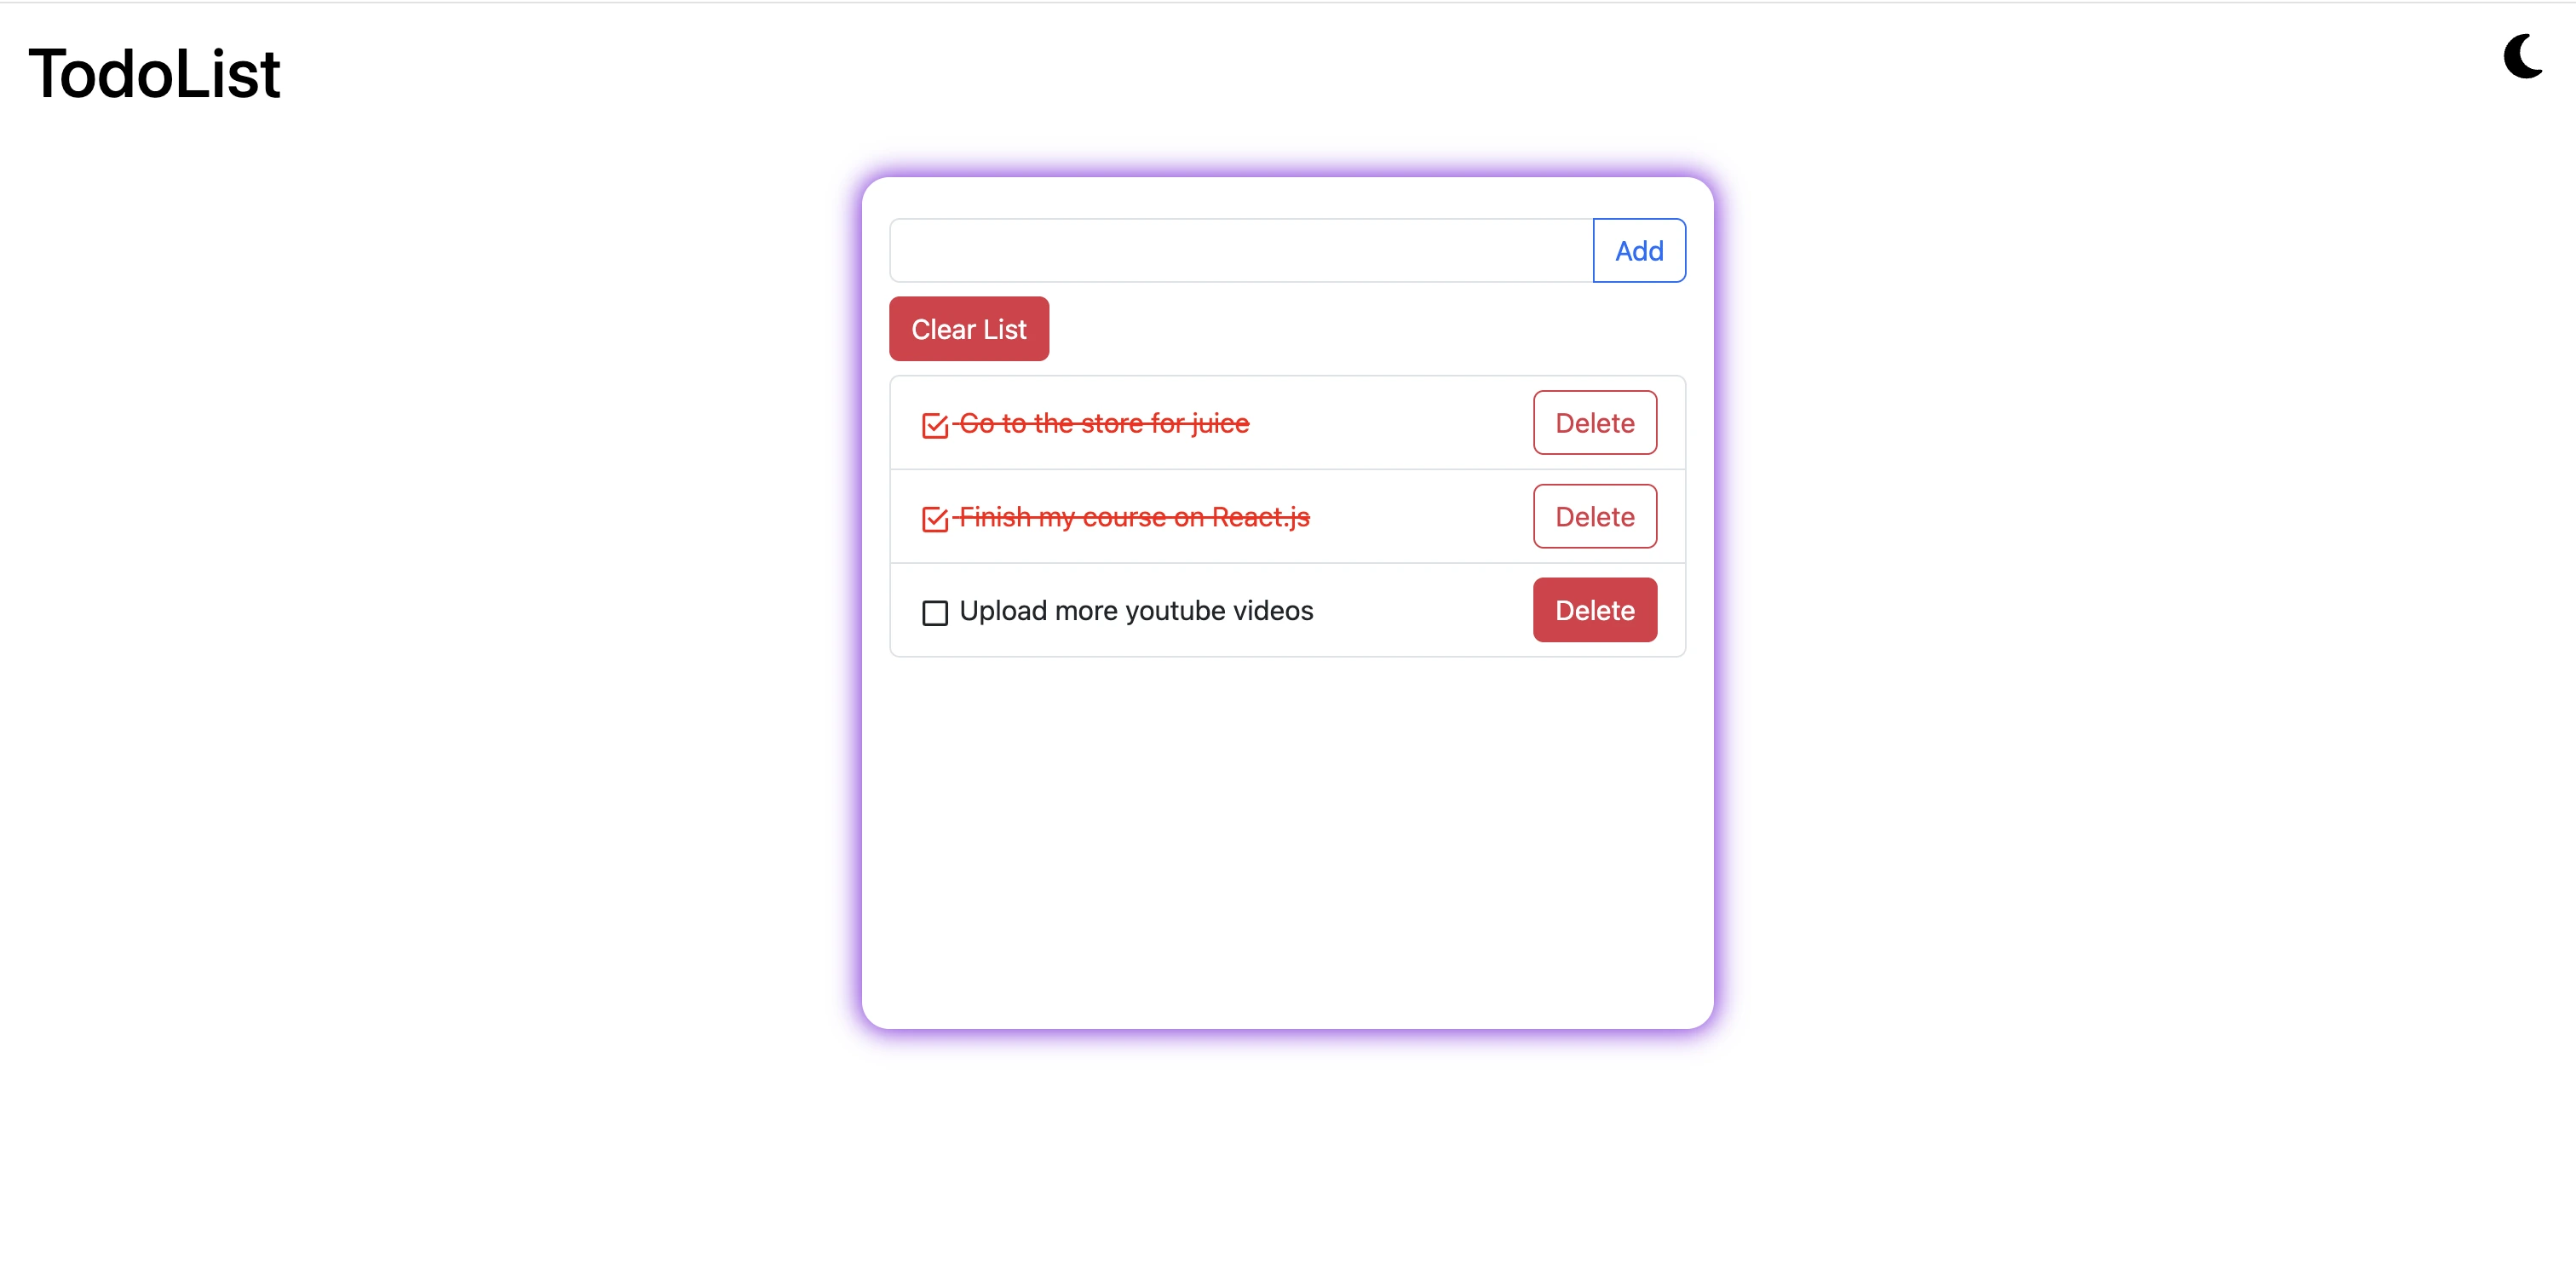 TodoList
Add
Clear List
Go to the store for juice Delete
Finish my course on React.js Delete
Upload more youtube videos Delete